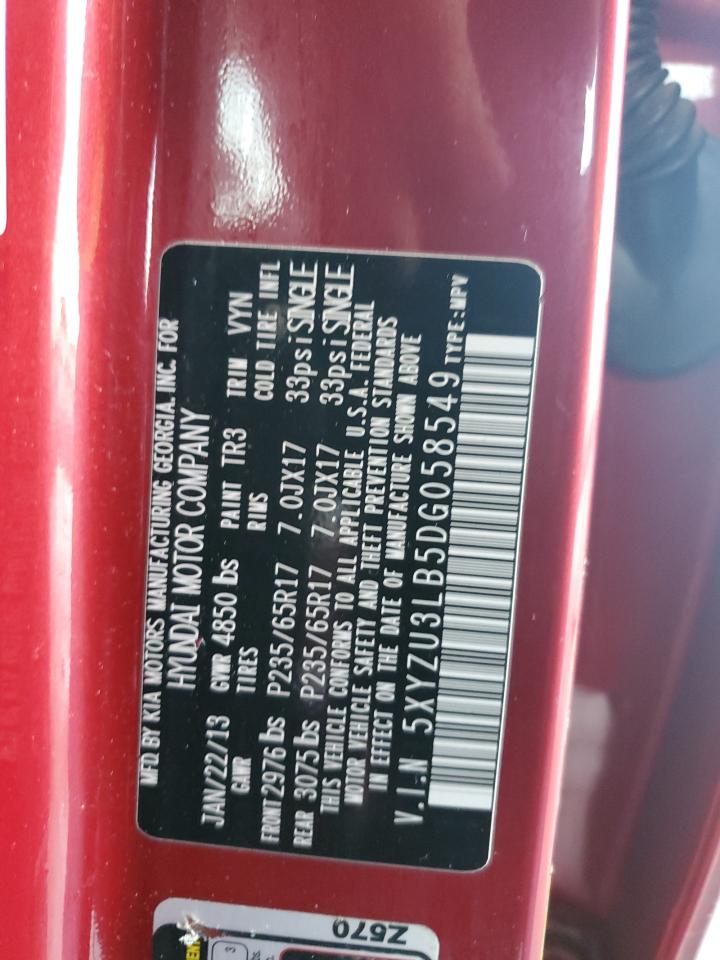 MFD BY KIA MOTORS MANUFACTURING GEORGIA, INC. FOR
HYUNDAI MOTOR COMPANY
JAN/22/13 GVWR 4850 lbs PAINT TR3 TRIM VYN
GAWR TIRES RIMS COLD TIRE INFL
FRONT 2976 lbs P235/65R17 7.0JX17 33psi SINGLE
REAR 3075 lbs P235/65R17 7.0JX17 33psi SINGLE
THIS VEHICLE CONFORMS TO ALL APPLICABLE U.S.A. FEDERAL
MOTOR VEHICLE SAFETY AND THEFT PREVENTION STANDARDS
IN EFFECT ON THE DATE OF MANUFACTURE SHOWN ABOVE
V.I.N 5XYZU3LB5DG058549 TYPE:MPV
Z570
3